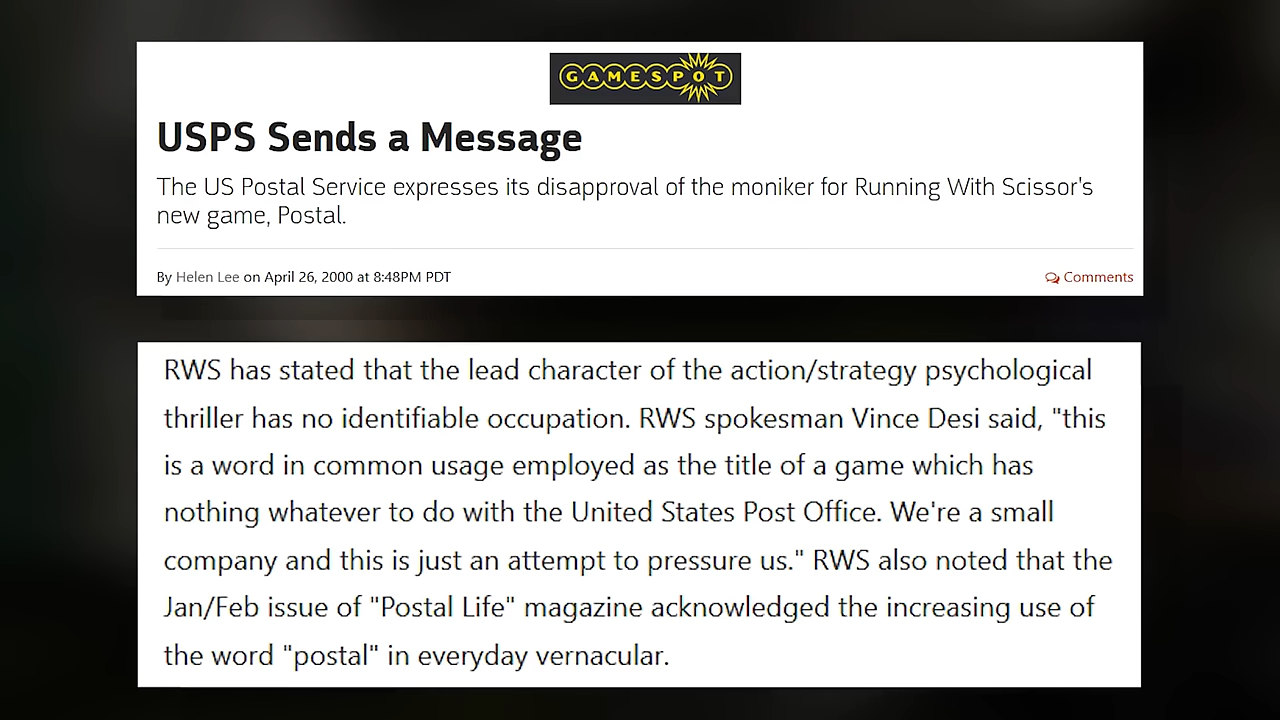 GAMESPOT
USPS Sends a Message
The US Postal Service expresses its disapproval of the moniker for Running With Scissor's
new game, Postal.
By Helen Lee on April 26, 2000 at 8:48PM PDT
Comments
RWS has stated that the lead character of the action/strategy psychological
thriller has no identifiable occupation. RWS spokesman Vince Desi said, "this
is a word in common usage employed as the title of a game which has
nothing whatever to do with the United States Post Office. We're a small
company and this is just an attempt to pressure us." RWS also noted that the
Jan/Feb issue of "Postal Life" magazine acknowledged the increasing use of
the word "postal" in everyday vernacular.